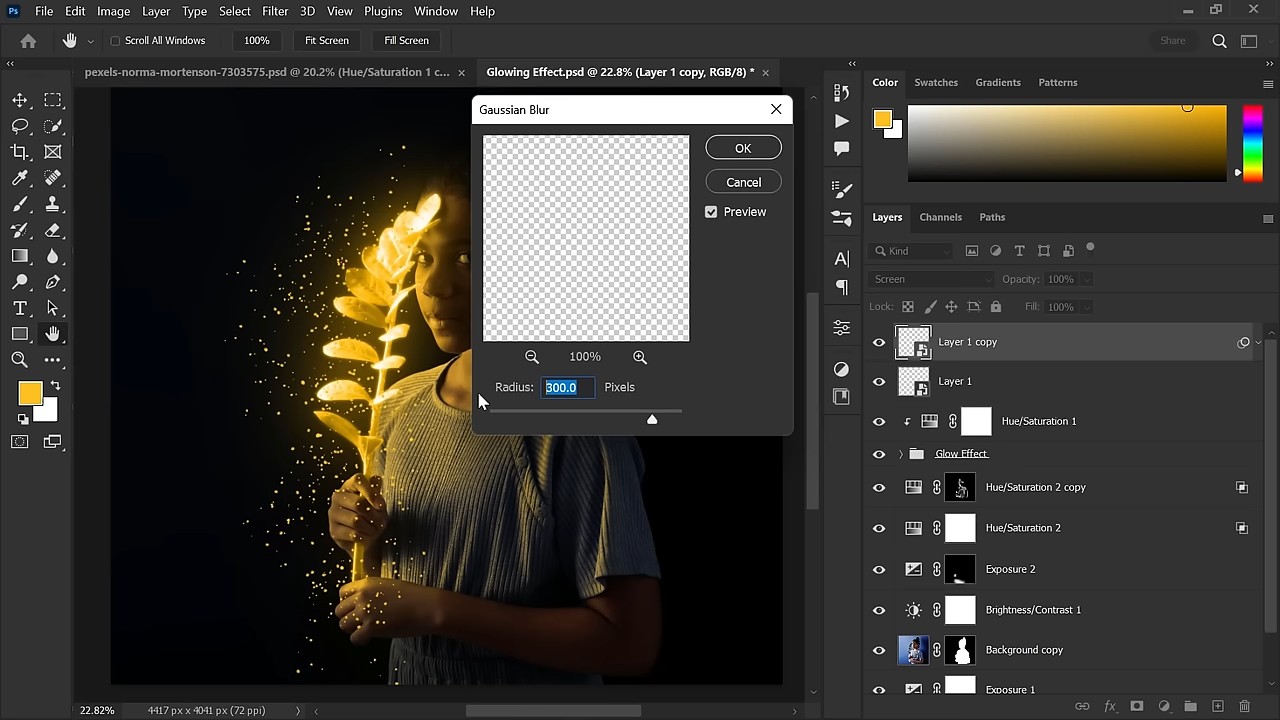 Ps File Edit Image Layer Type Select Filter 3D View Plugins Window Help
Scroll All Windows 100% Fit Screen Fill Screen Share
pexels-norma-mortenson-7303575.psd @ 20.2% (Hue/Saturation 1 c... × Glowing Effect.psd @ 22.8% (Layer 1 copy, RGB/8) * ×
Color Swatches Gradients Patterns
Gaussian Blur
OK
Cancel
Preview
100%
Radius: 300.0 Pixels
Layers Channels Paths
Kind
Screen Opacity: 100%
Lock: Fill: 100%
Layer 1 copy
Layer 1
Hue/Saturation 1
Glow Effect
Hue/Saturation 2 copy
Hue/Saturation 2
Exposure 2
Brightness/Contrast 1
Background copy
Exposure 1
22.82% 4417 px x 4041 px (72 ppi)